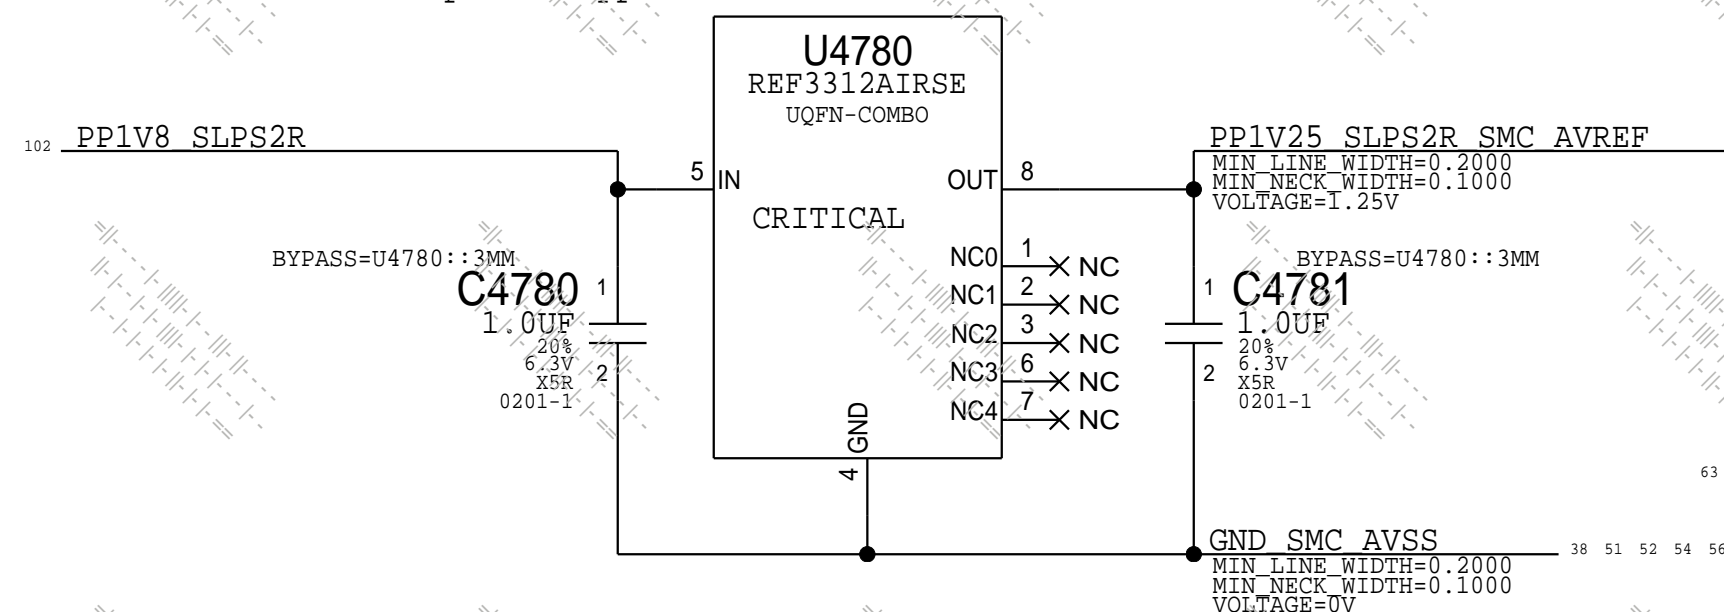 U4780
REF3312AIRSE
UQFN-COMBO
102 PP1V8_SLPS2R
PP1V25_SLPS2R_SMC_AVREF
MIN_LINE_WIDTH=0.2000
MIN_NECK_WIDTH=0.1000
VOLTAGE=1.25V
5 IN
OUT 8
CRITICAL
BYPASS=U4780::3MM
C4780 1
1.0UF
20%
6.3V
X5R 2
0201-1
NC0 1 NC
NC1 2 NC
NC2 3 NC
NC3 6 NC
NC4 7 NC
BYPASS=U4780::3MM
1 C4781
1.0UF
20%
6.3V
2 X5R
0201-1
GND
4
63
GND_SMC_AVSS 38 51 52 54 56
MIN_LINE_WIDTH=0.2000
MIN_NECK_WIDTH=0.1000
VOLTAGE=0V